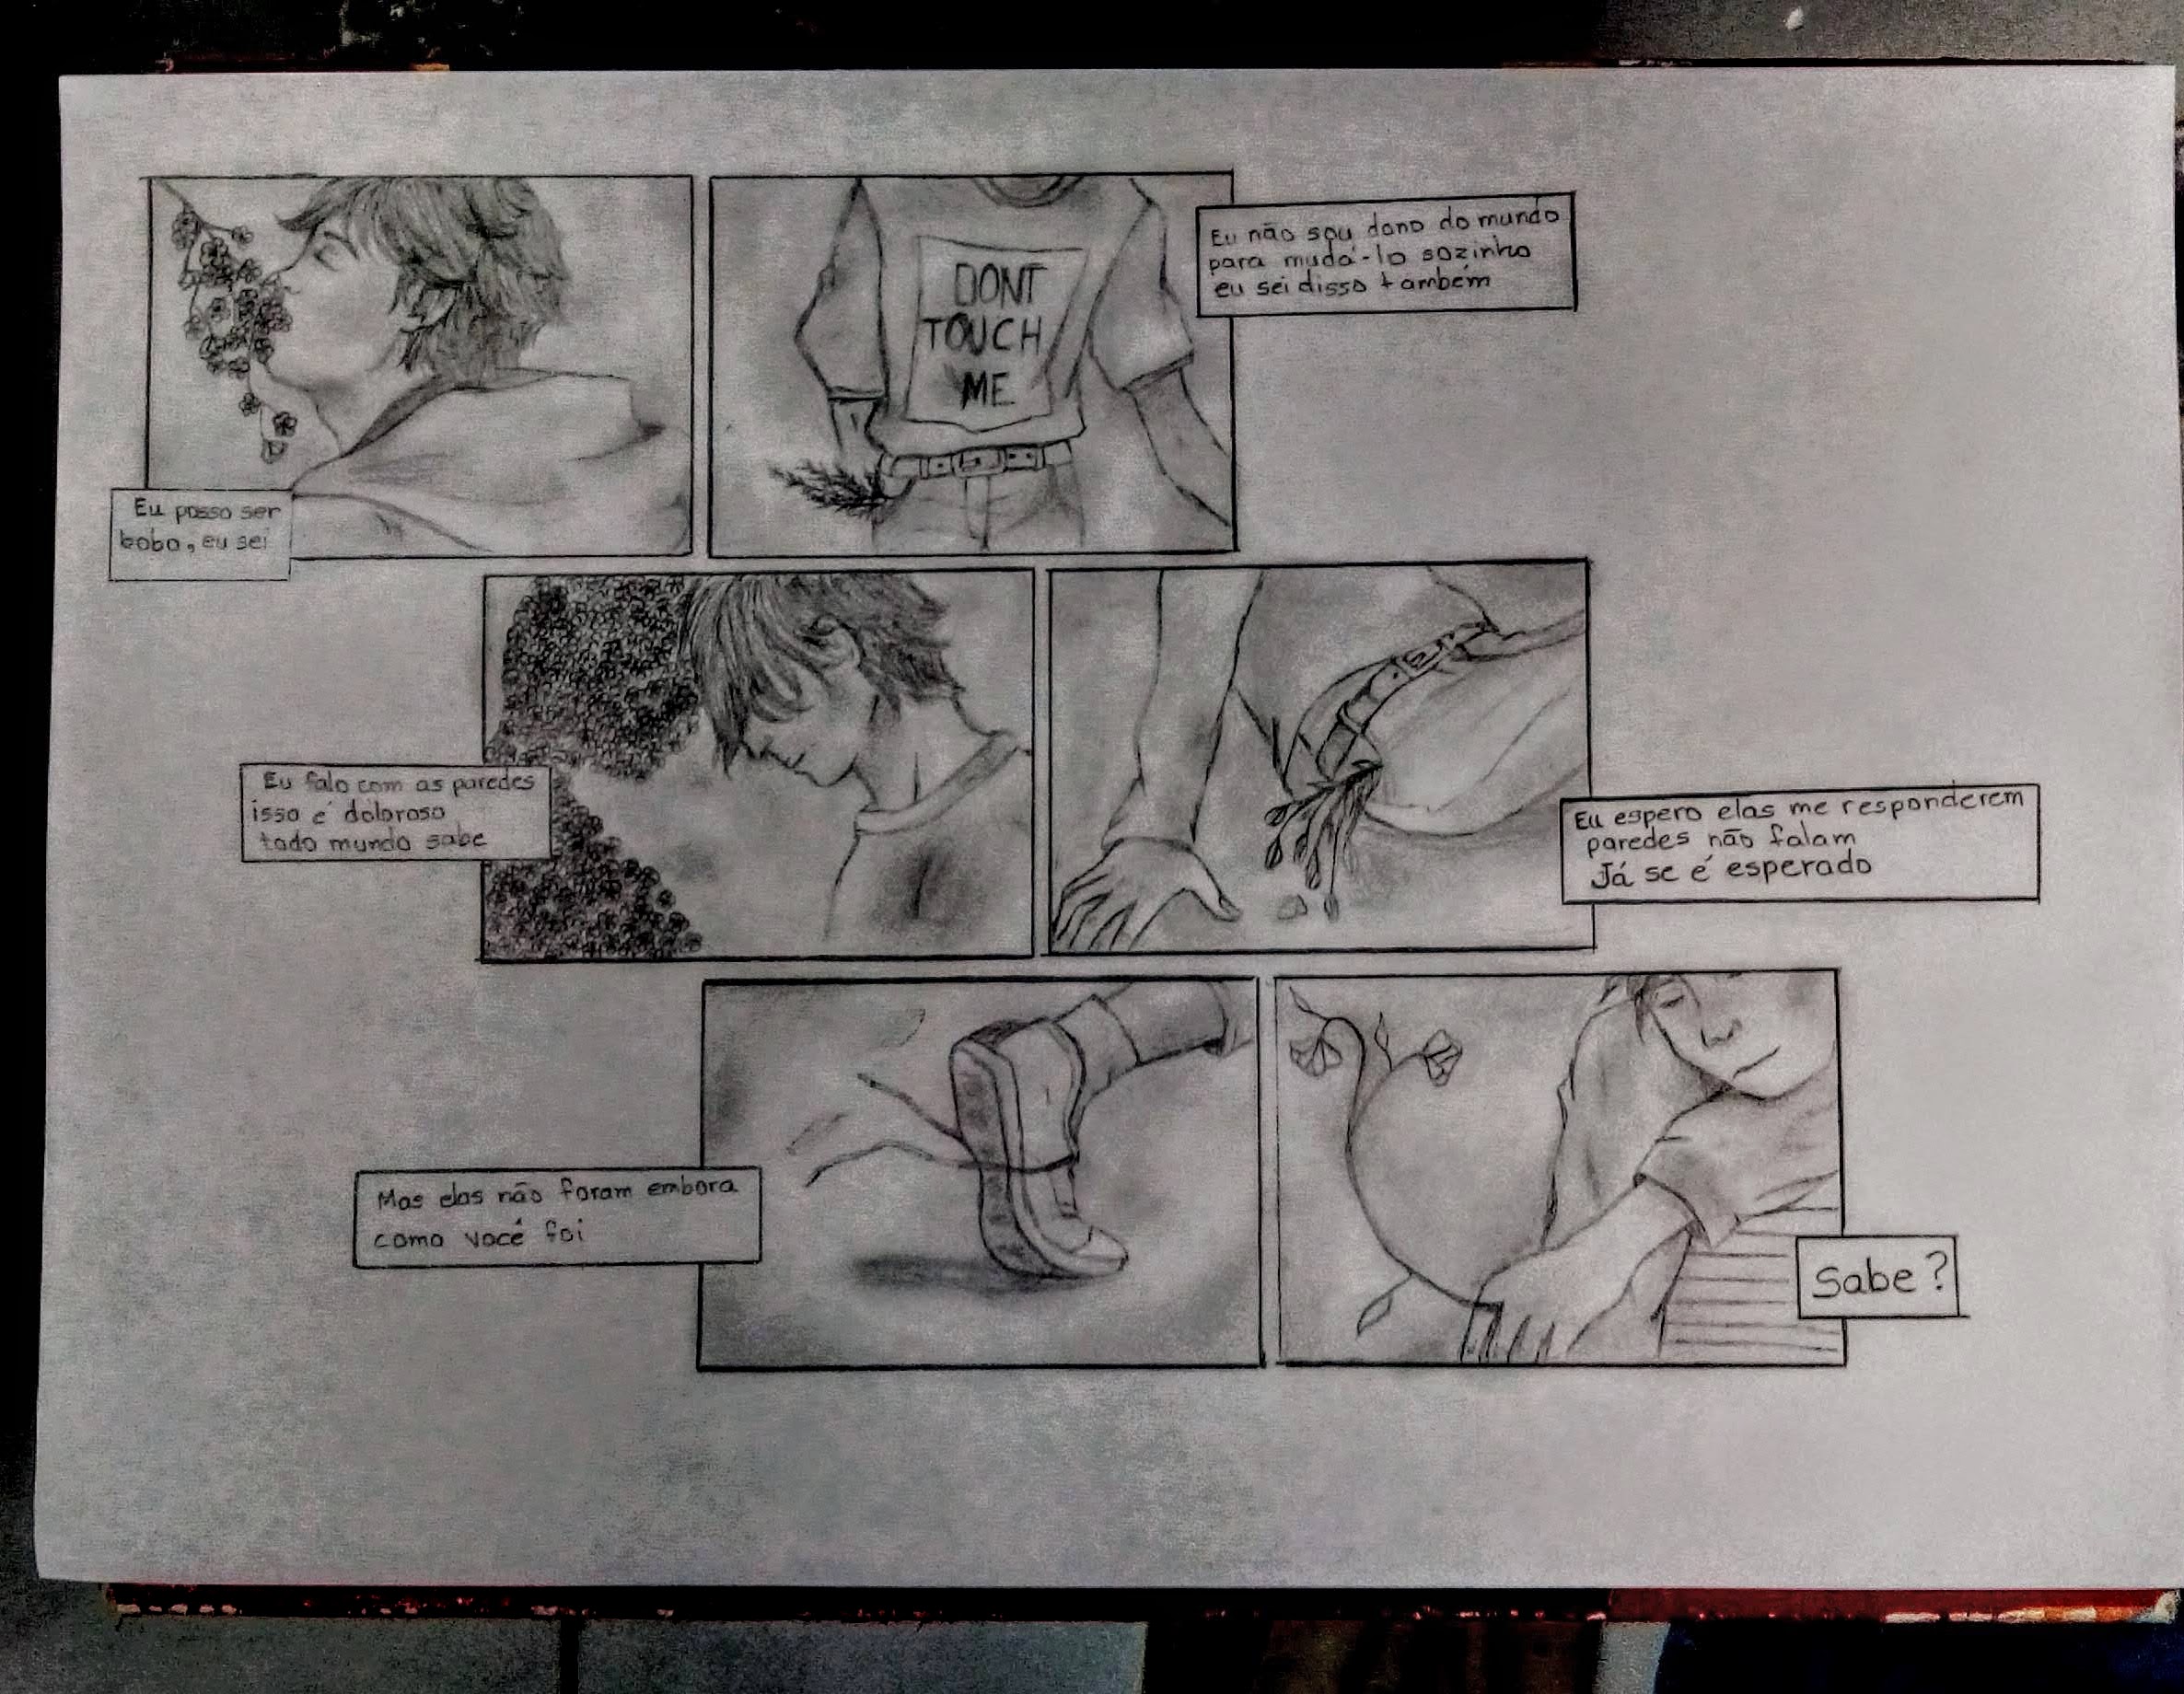 Eu posso ser
bobo, eu sei
DONT
TOUCH
ME
Eu não sou dono do mundo
para mudá-lo sozinho
eu sei disso também
Eu falo com as paredes
isso é doloroso
todo mundo sabe
Eu espero elas me responderem
paredes não falam
Já se é esperado
Mas elas não foram embora
como você foi
Sabe?